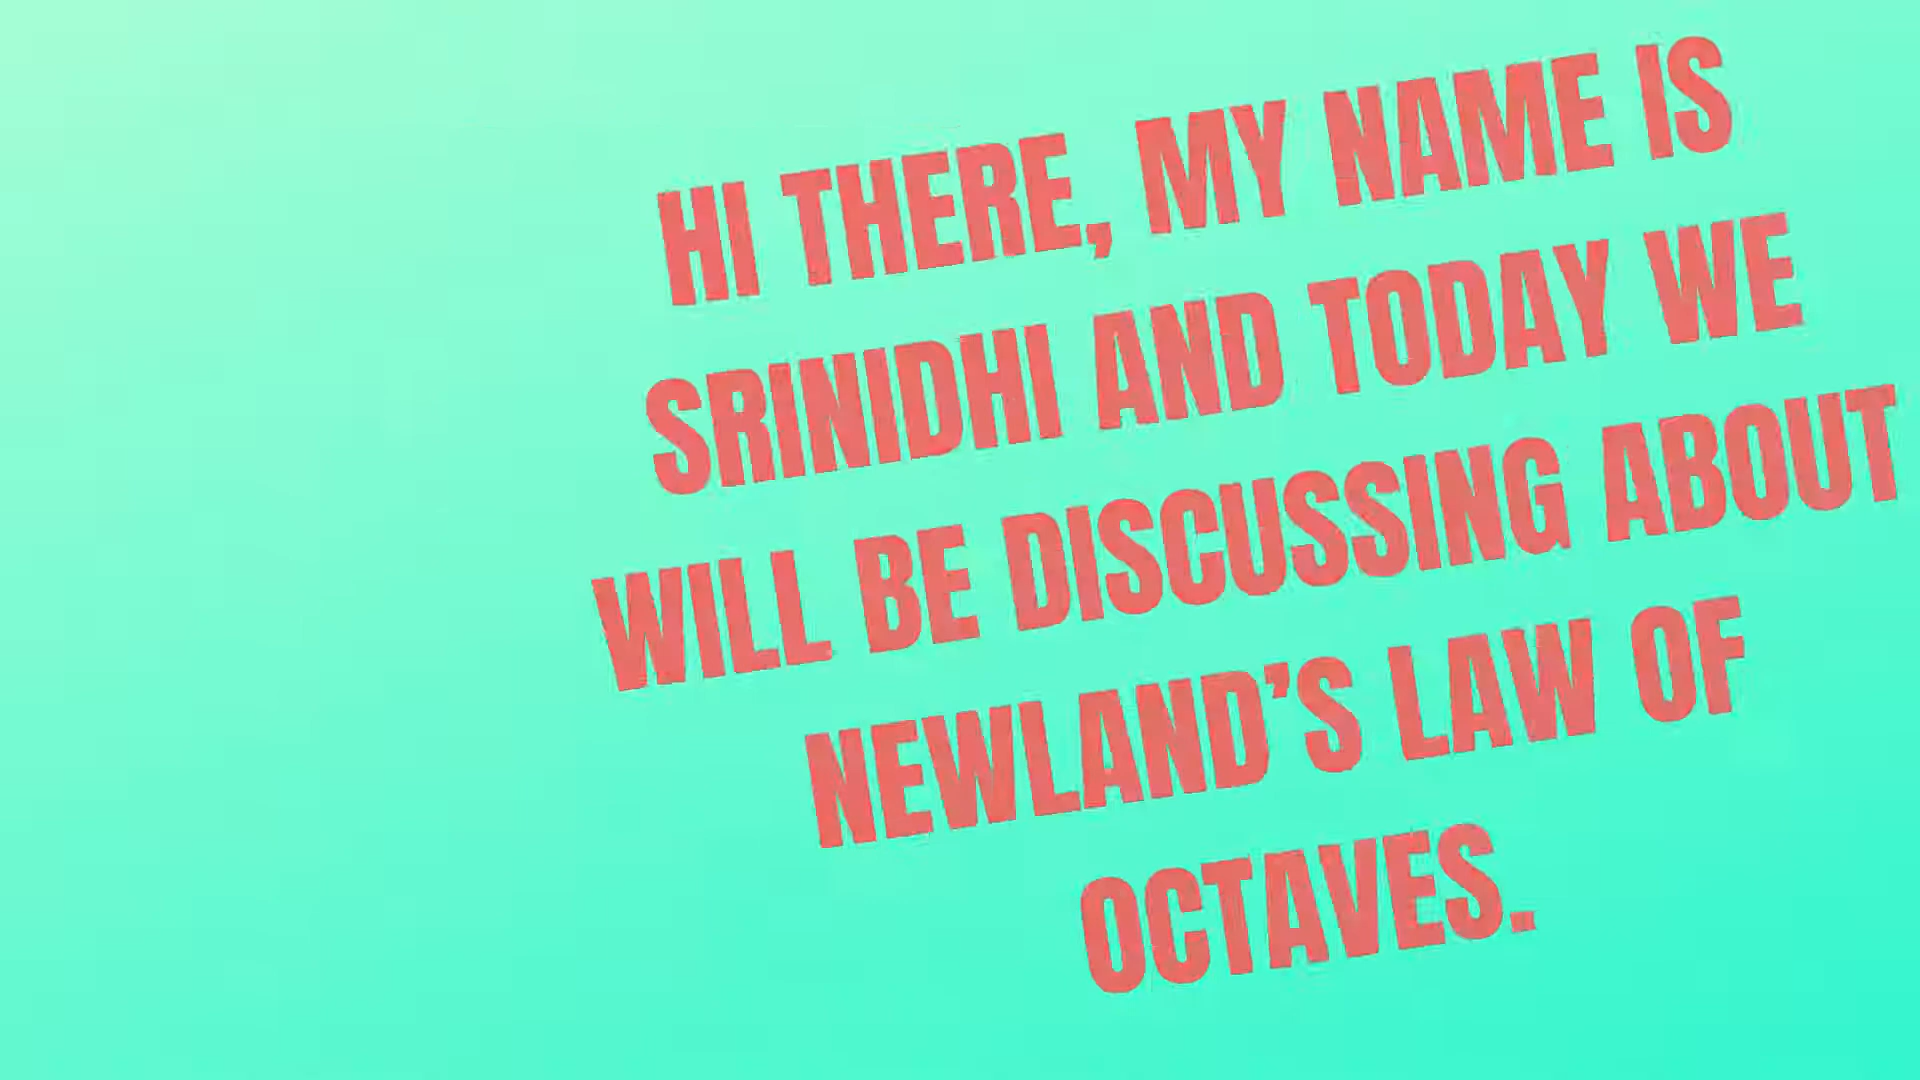 HI THERE, MY NAME IS
SRINIDHI AND TODAY WE
WILL BE DISCUSSING ABOUT
NEWLAND’S LAW OF
OCTAVES.